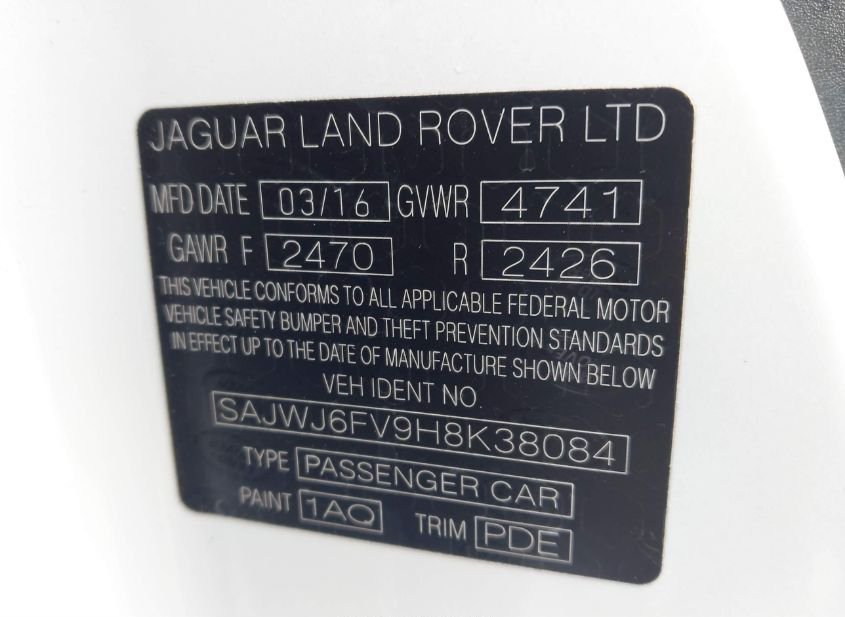 JAGUAR LAND ROVER LTD
MFD DATE 03/16 GVWR 4741
GAWR F 2470 R 2426
THIS VEHICLE CONFORMS TO ALL APPLICABLE FEDERAL MOTOR
VEHICLE SAFETY BUMPER AND THEFT PREVENTION STANDARDS
IN EFFECT UP TO THE DATE OF MANUFACTURE SHOWN BELOW
VEH IDENT NO.
SAJWJ6FV9H8K38084
TYPE PASSENGER CAR
PAINT 1AQ TRIM PDE